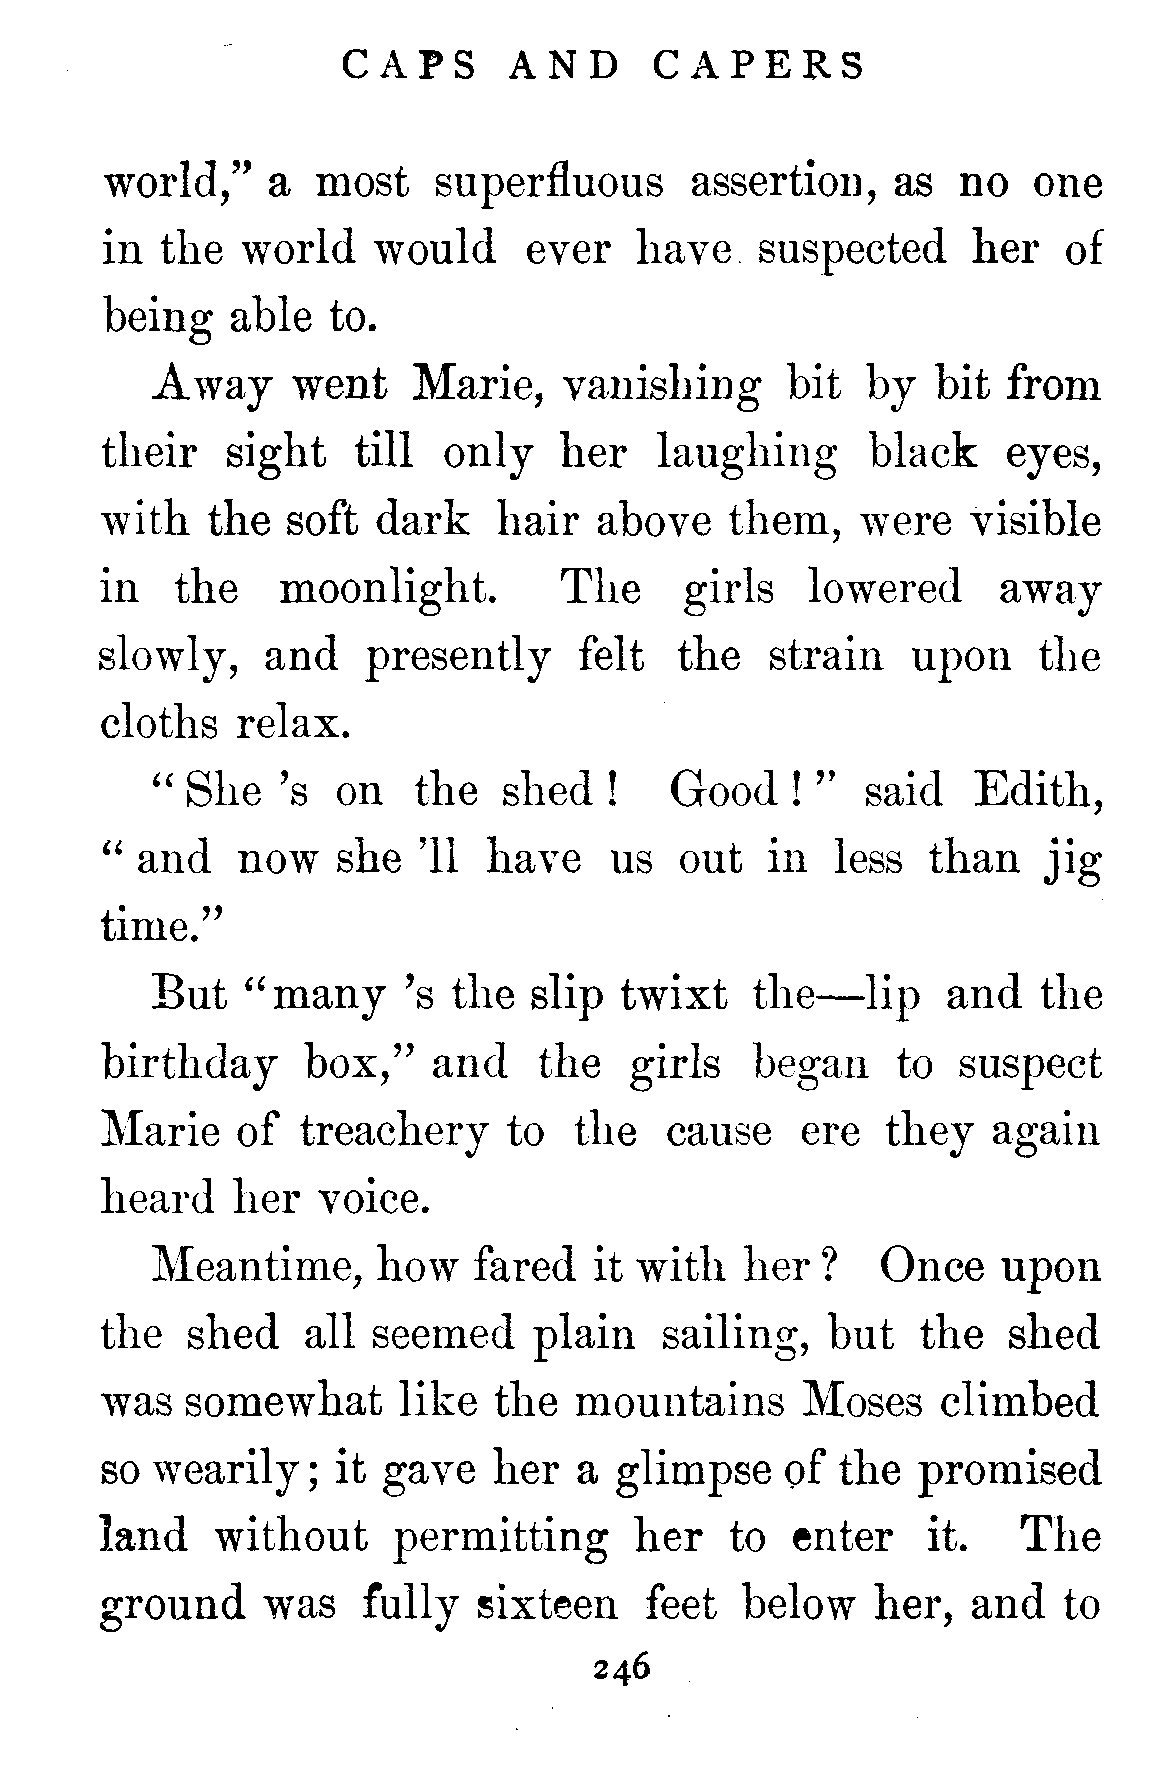 CAPS AND CAPERS
world,” a most superfluous assertion, as no one
in the world would ever have suspected her of
being able to.
Away went Marie, vanishing bit by bit from
their sight till only her laughing black eyes,
with the soft dark hair above them, were visible
in the moonlight. The girls lowered away
slowly, and presently felt the strain upon the
cloths relax.
“ She ’s on the shed ! Good ! ” said Edith,
“ and now she ’ll have us out in less than jig
time.”
But “many ’s the slip twixt the—lip and the
birthday box,” and the girls began to suspect
Marie of treachery to the cause ere they again
heard her voice.
Meantime, how fared it with her ? Once upon
the shed all seemed plain sailing, but the shed
was somewhat like the mountains Moses climbed
so wearily ; it gave her a glimpse of the promised
land without permitting her to enter it. The
ground was fully sixteen feet below her, and to
246